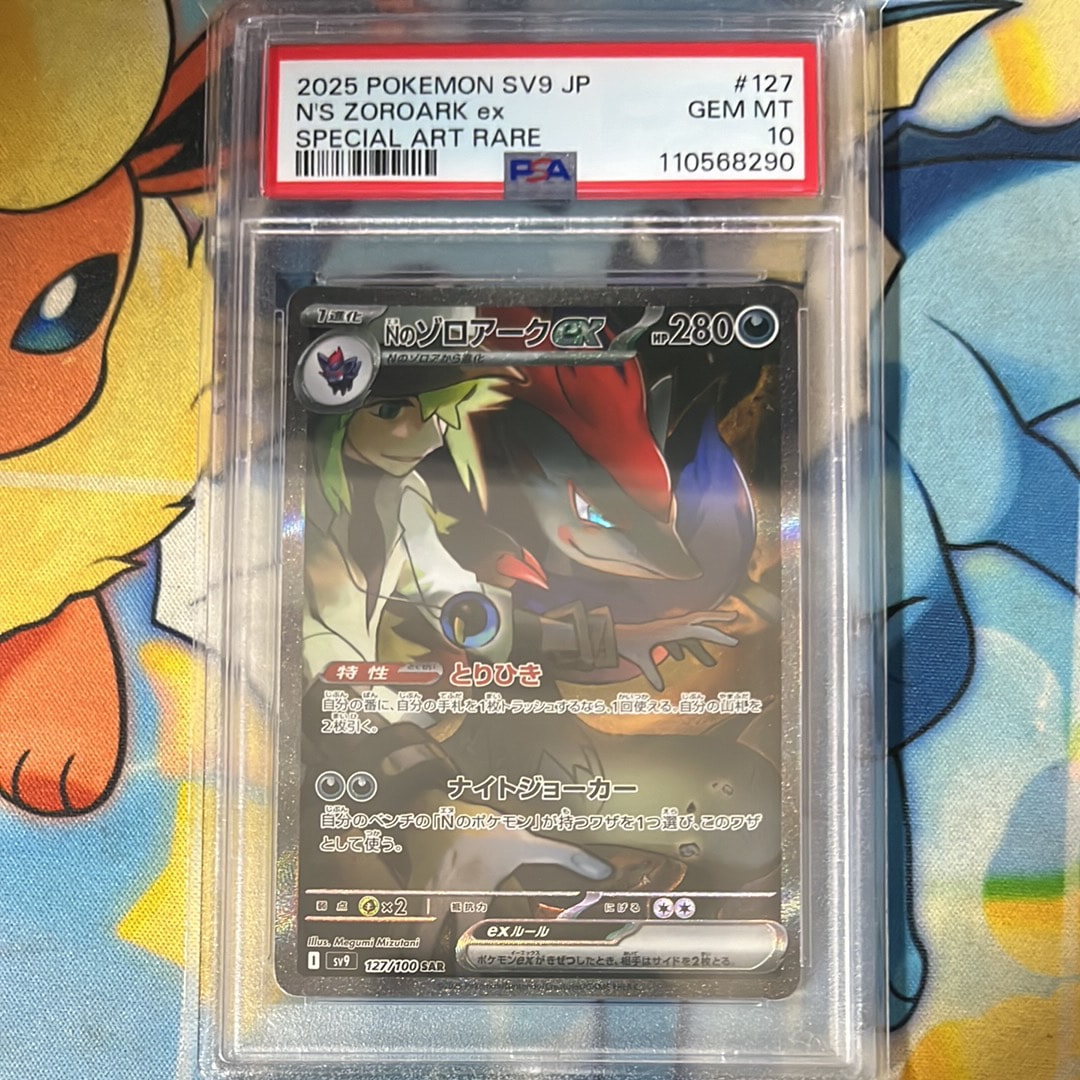 2025 POKEMON SV9 JP #127
N'S ZOROARK ex GEM MT
SPECIAL ART RARE 10
PSA 110568290
1進化 Nのゾロアークex HP280
Nのゾロアから進化
特性 とりひき
自分の番に、自分の手札を1枚トラッシュするなら、1回使える。自分の山札を
2枚引く。
ナイトジョーカー
自分のベンチの「Nのポケモン」が持つワザを1つ選び、このワザ
として使う。
弱点 ×2 抵抗力 にげる
exルール
Illus. Megumi Mizutani
ポケモンexがきぜつしたとき、相手はサイドを2枚とる。
I sv9 127/100 SAR